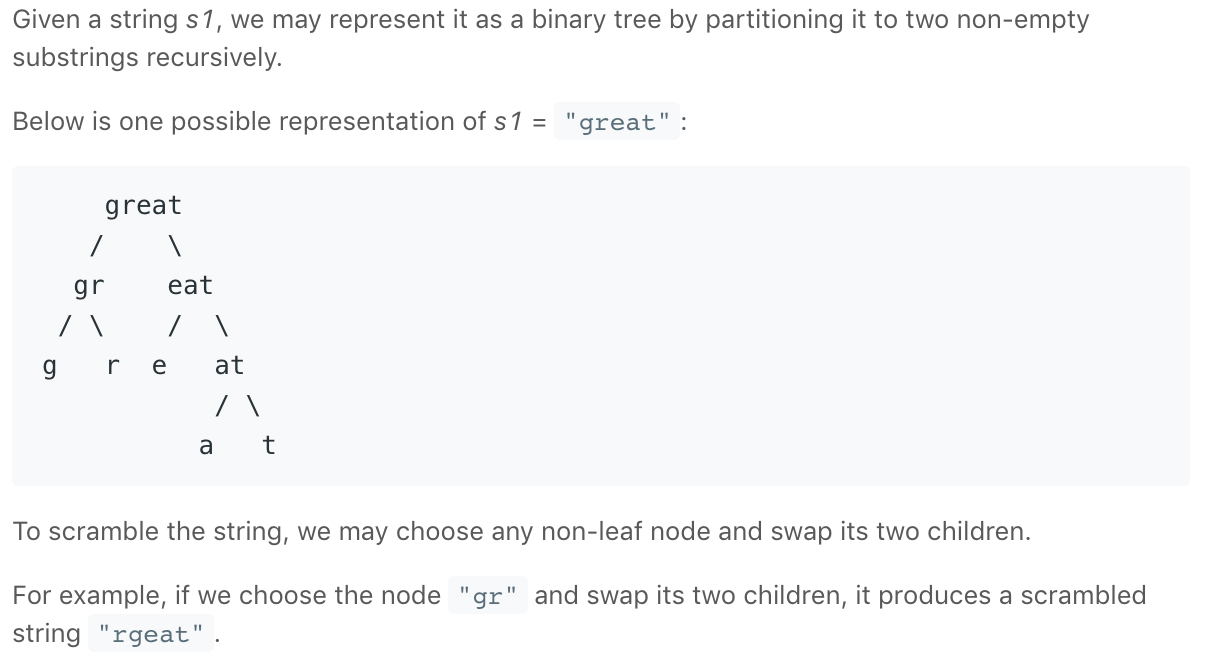 Given a string s1, we may represent it as a binary tree by partitioning it to two non-empty
substrings recursively.
Below is one possible representation of s1 = "great" :
great
/ \
gr eat
/ \ / \
g r e at
/ \
a t
To scramble the string, we may choose any non-leaf node and swap its two children.
For example, if we choose the node "gr" and swap its two children, it produces a scrambled
string "rgeat" .